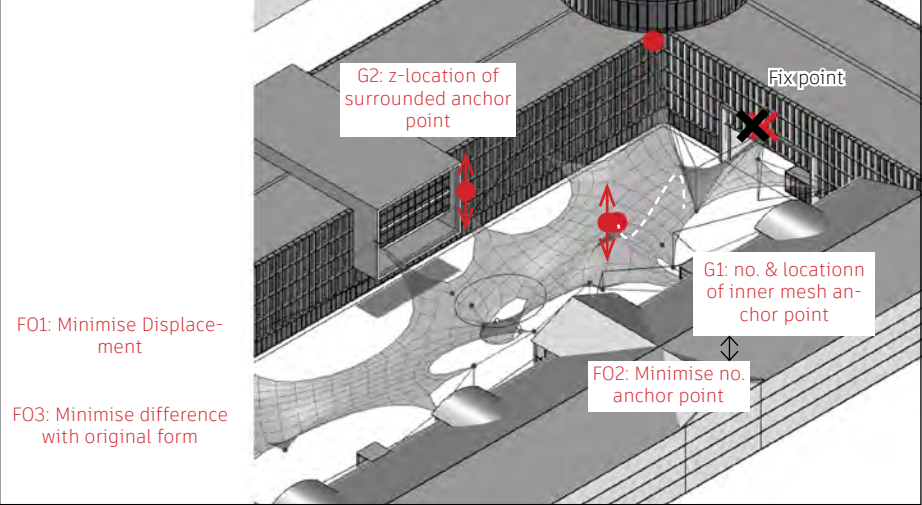 G2: z-location of
surrounded anchor
point
Fix point
G1: no. & locationn
of inner mesh an-
chor point
FO1: Minimise Displace-
ment
FO2: Minimise no.
anchor point
FO3: Minimise difference
with original form